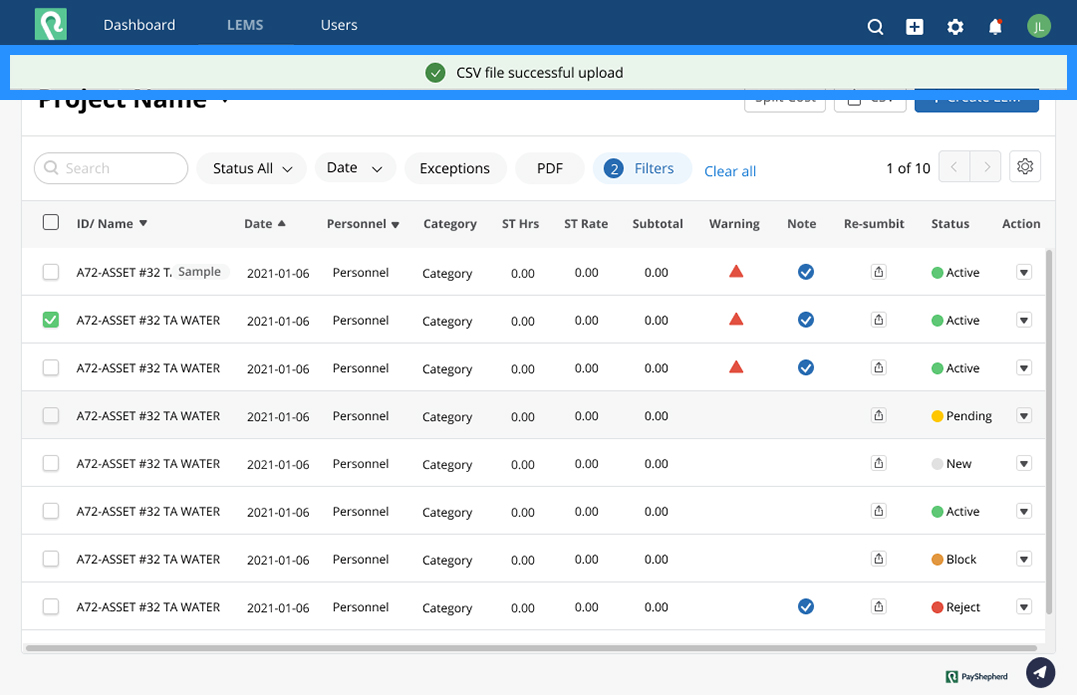 Dashboard LEMS Users JL
CSV file successful upload
Project Name Split Cost CSV + Create LEM
Search Status All Date Exceptions PDF 2 Filters Clear all 1 of 10
ID/ Name Date Personnel Category ST Hrs ST Rate Subtotal Warning Note Re-sumbit Status Action
A72-ASSET #32 T. Sample 2021-01-06 Personnel Category 0.00 0.00 0.00 Active
A72-ASSET #32 TA WATER 2021-01-06 Personnel Category 0.00 0.00 0.00 Active
A72-ASSET #32 TA WATER 2021-01-06 Personnel Category 0.00 0.00 0.00 Active
A72-ASSET #32 TA WATER 2021-01-06 Personnel Category 0.00 0.00 0.00 Pending
A72-ASSET #32 TA WATER 2021-01-06 Personnel Category 0.00 0.00 0.00 New
A72-ASSET #32 TA WATER 2021-01-06 Personnel Category 0.00 0.00 0.00 Active
A72-ASSET #32 TA WATER 2021-01-06 Personnel Category 0.00 0.00 0.00 Block
A72-ASSET #32 TA WATER 2021-01-06 Personnel Category 0.00 0.00 0.00 Reject
PayShepherd